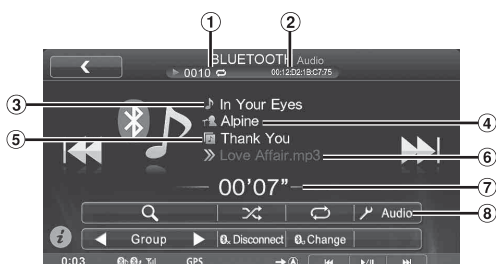 ① ②
BLUETOOTH Audio
0010 00:12:D2:1B:C7:75
③ In Your Eyes
Alpine ④
⑤ Thank You
Love Affair.mp3 ⑥
00'07" ⑦
Audio ⑧
Group Disconnect Change
0:03 GPS A